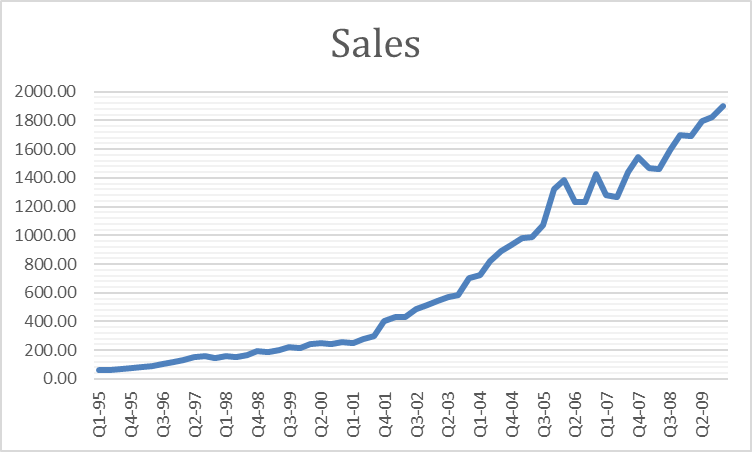 Sales
2000.00
1800.00
1600.00
1400.00
1200.00
1000.00
800.00
600.00
400.00
200.00
0.00
Q1-95
Q4-95
Q3-96
Q2-97
Q1-98
Q4-98
Q3-99
Q2-00
Q1-01
Q4-01
Q3-02
Q2-03
Q1-04
Q4-04
Q3-05
Q2-06
Q1-07
Q4-07
Q3-08
Q2-09